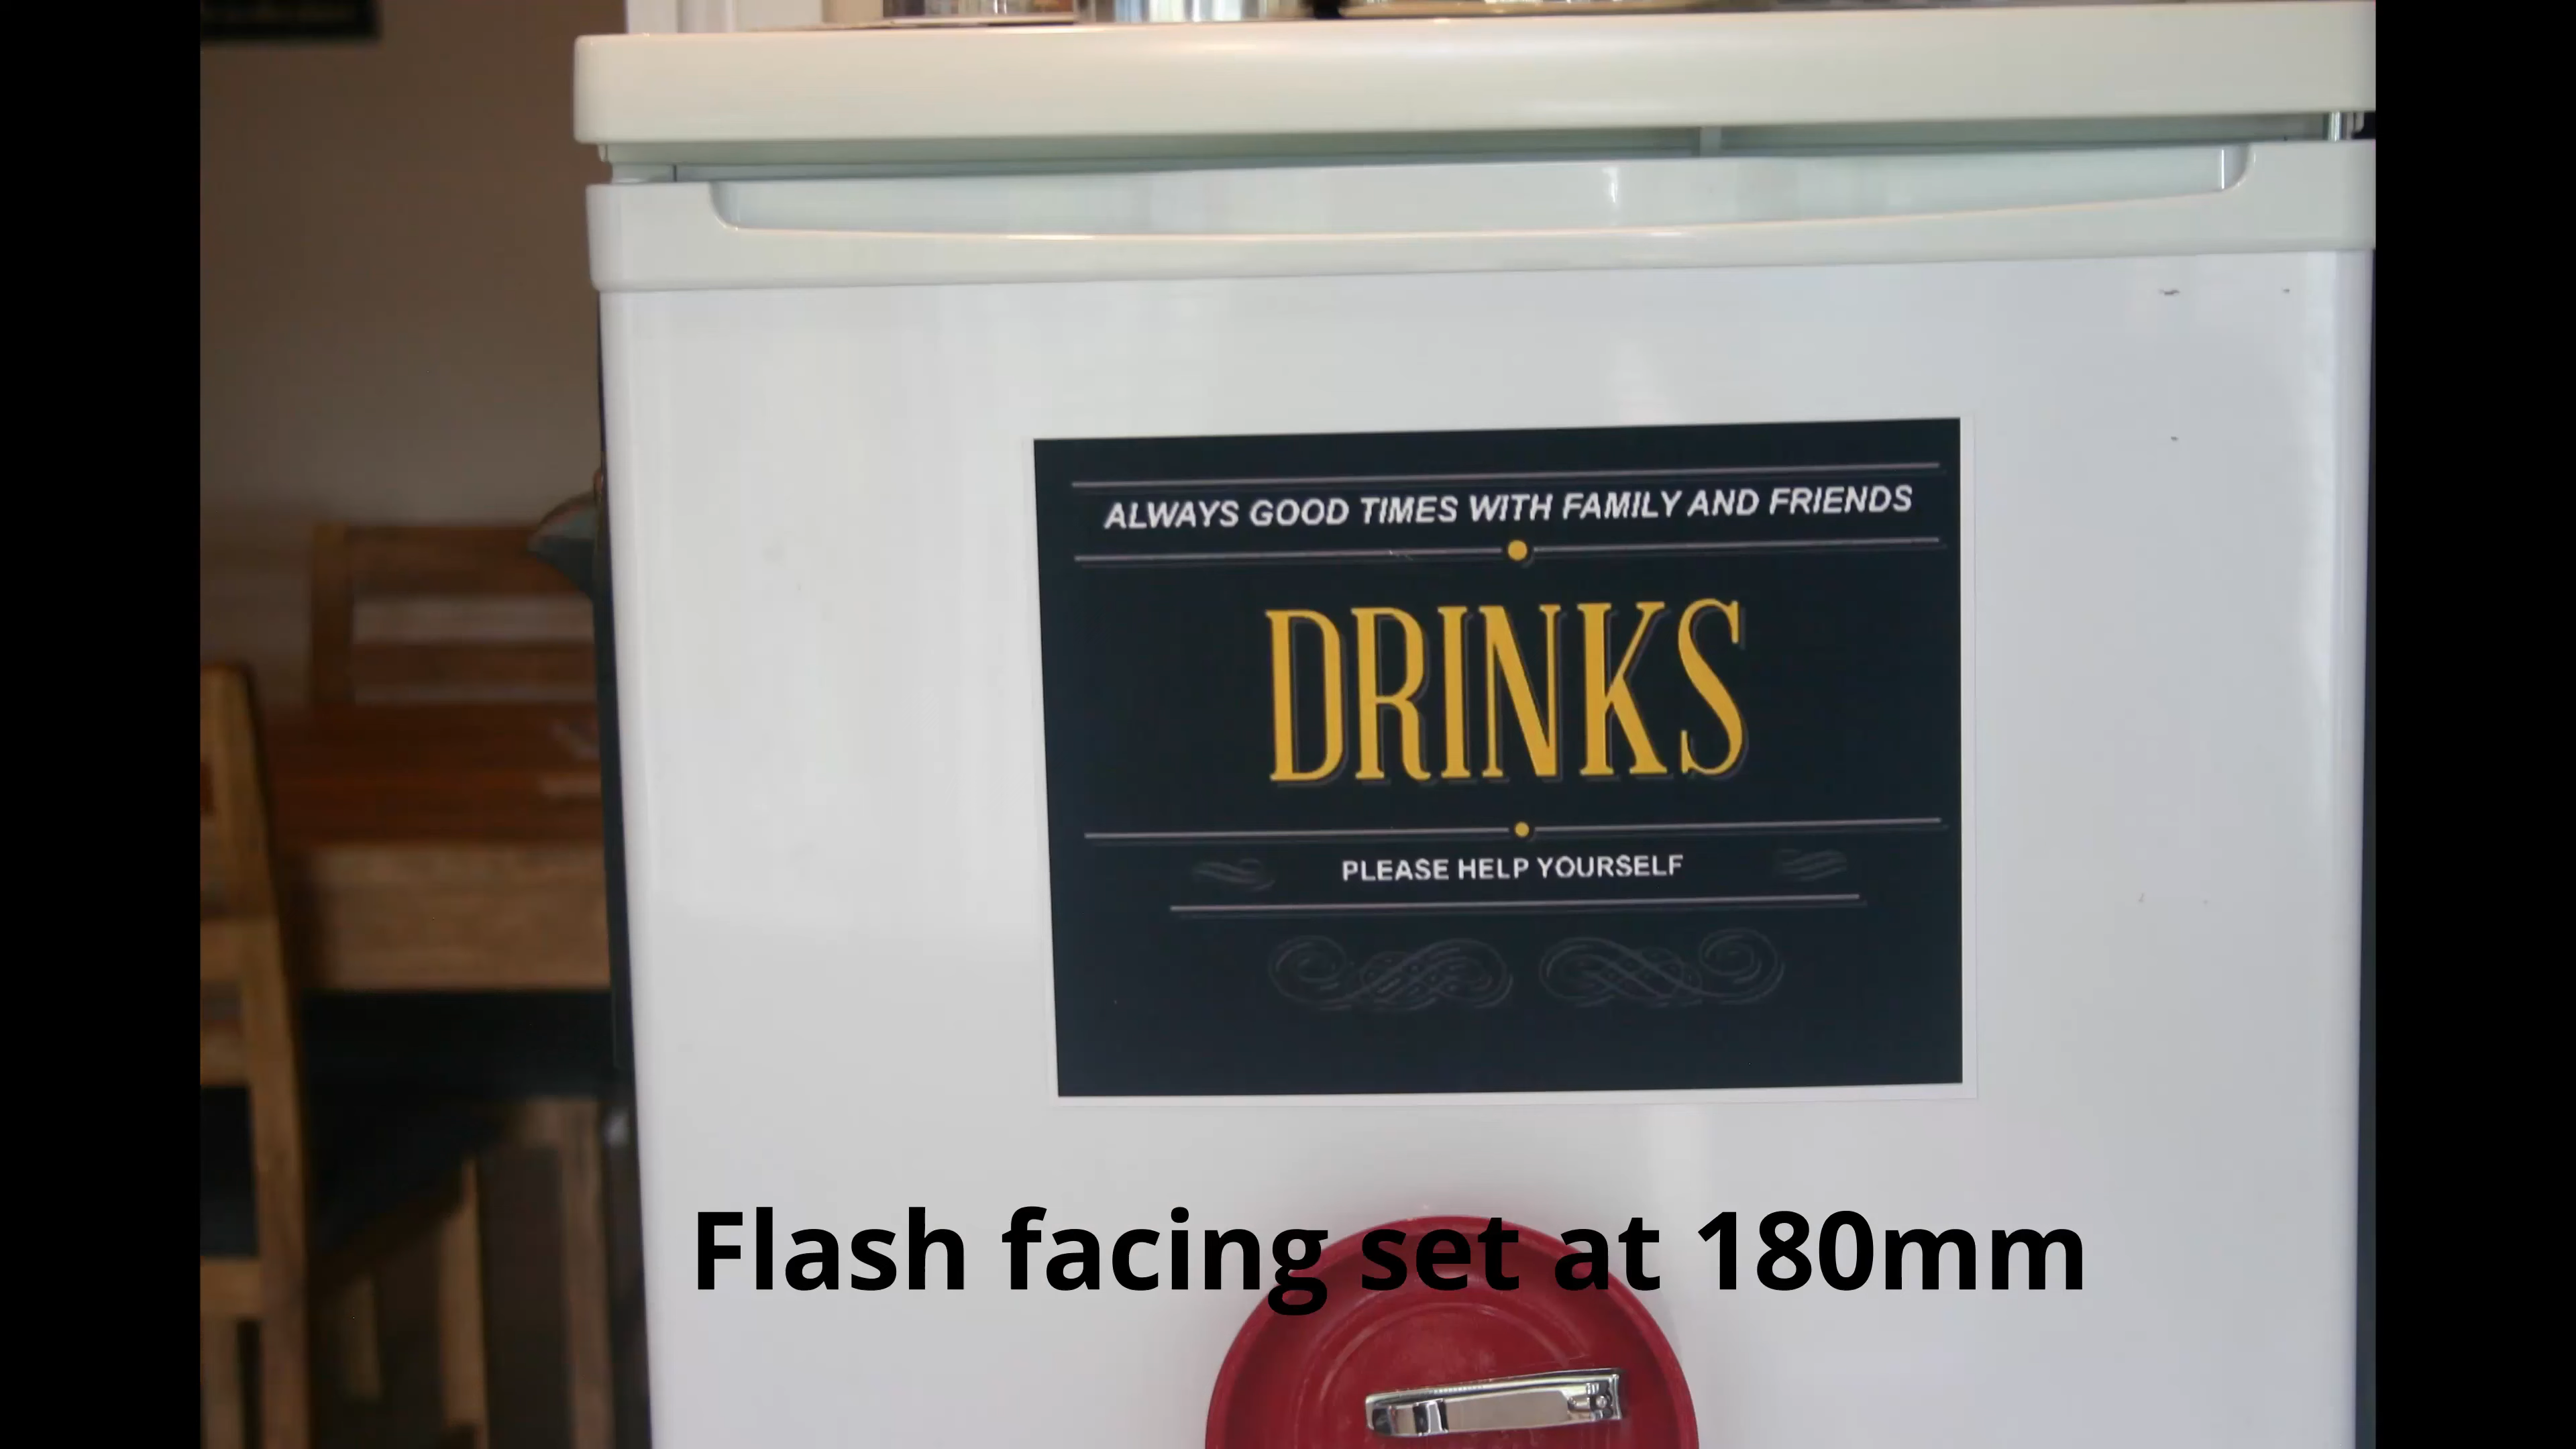 ALWAYS GOOD TIMES WITH FAMILY AND FRIENDS
DRINKS
PLEASE HELP YOURSELF
Flash facing set at 180mm